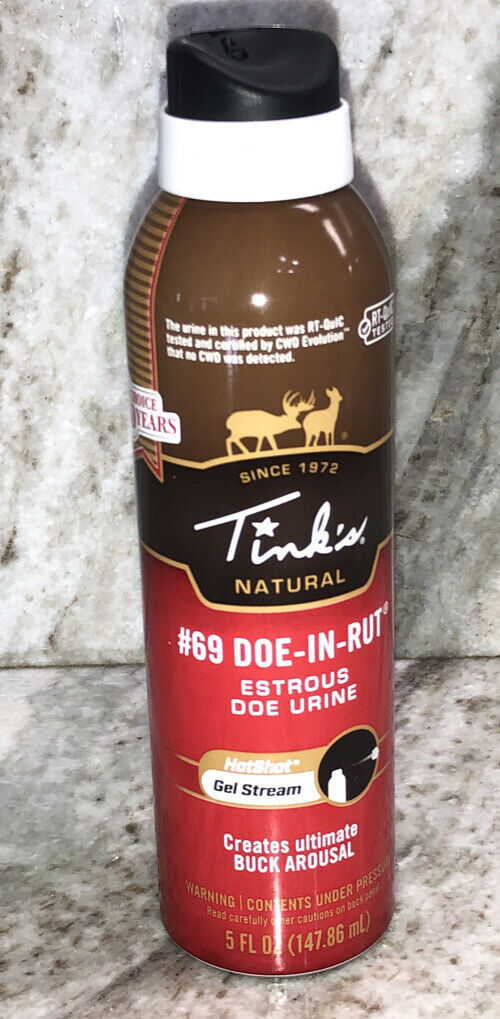 The urine in this product was RT-QuIC
tested and certified by CWD Evolution™
that no CWD was detected.
RT-QuIC
TESTED
YEARS
SINCE 1972
Tink's®
NATURAL
#69 DOE-IN-RUT®
ESTROUS
DOE URINE
HotShot®
Gel Stream
Creates ultimate
BUCK AROUSAL
WARNING | CONTENTS UNDER PRESSURE
Read carefully other cautions on back panel
5 FL OZ (147.86 mL)